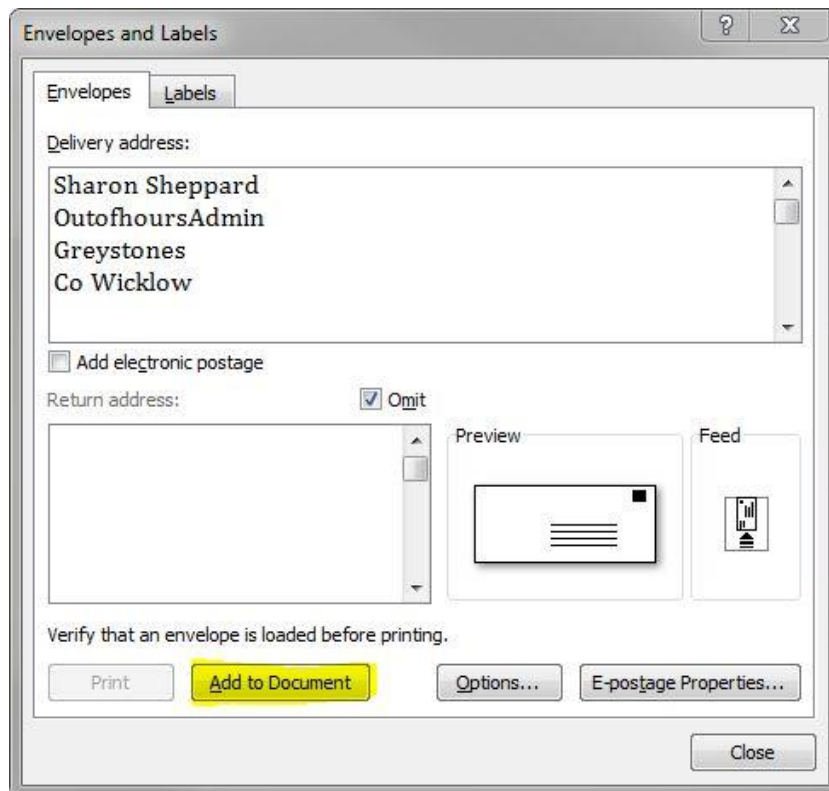 Envelopes and Labels
Envelopes Labels
Delivery address:
Sharon Sheppard
OutofhoursAdmin
Greystones
Co Wicklow
Add electronic postage
Return address: Omit
Preview Feed
Verify that an envelope is loaded before printing.
Print Add to Document Options... E-postage Properties...
Close